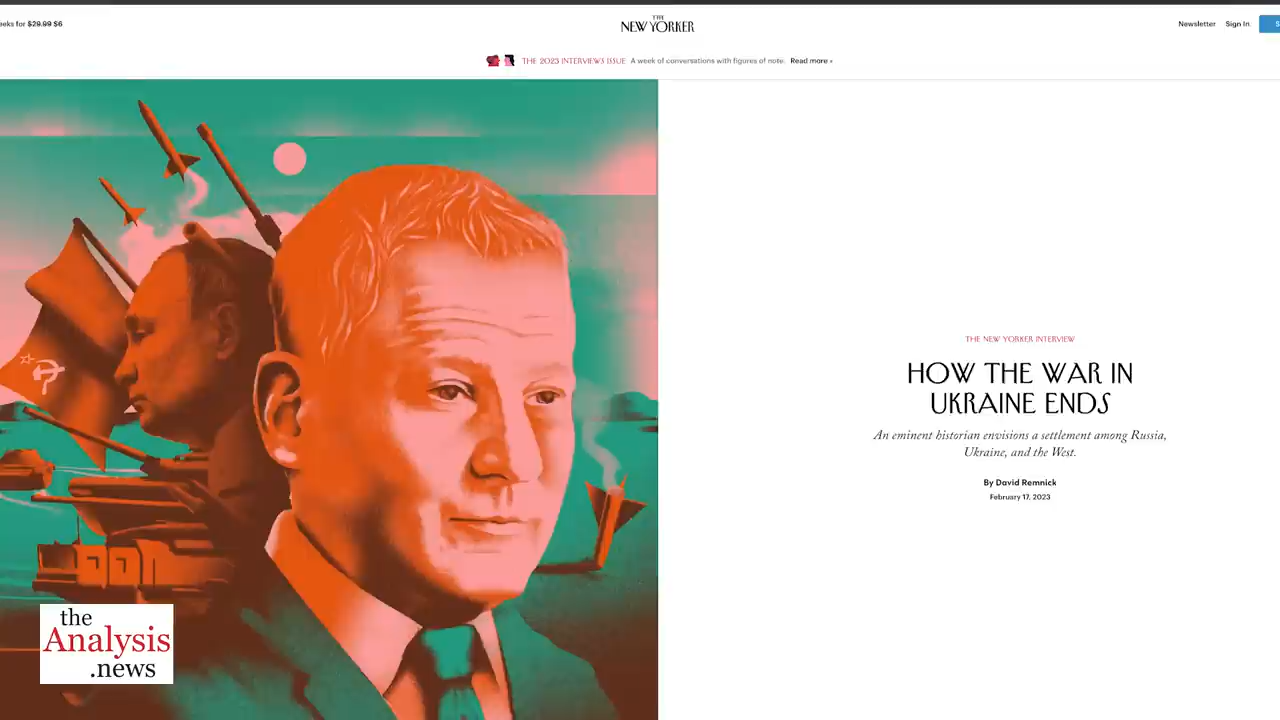 eeks for $29.99 $6
THE
NEW YORKER
Newsletter Sign In S
THE 2023 INTERVIEWS ISSUE A week of conversations with figures of note. Read more »
THE NEW YORKER INTERVIEW
HOW THE WAR IN
UKRAINE ENDS
An eminent historian envisions a settlement among Russia,
Ukraine, and the West.
By David Remnick
February 17, 2023
the
Analysis
.news